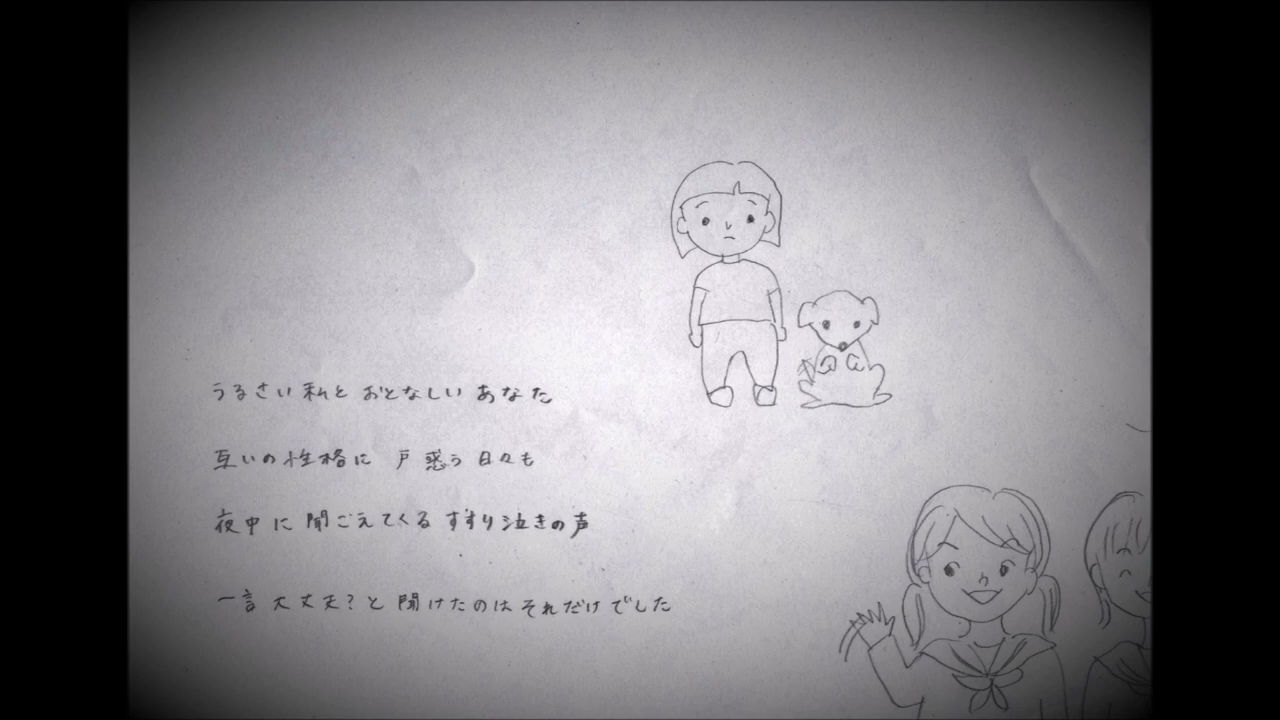 うるさい私と おとなしい あなた
互いの性格に 戸惑う 日々も
夜中に 聞こえてくる すすり泣きの声
一言 大丈夫?と 聞けたのは それだけでした